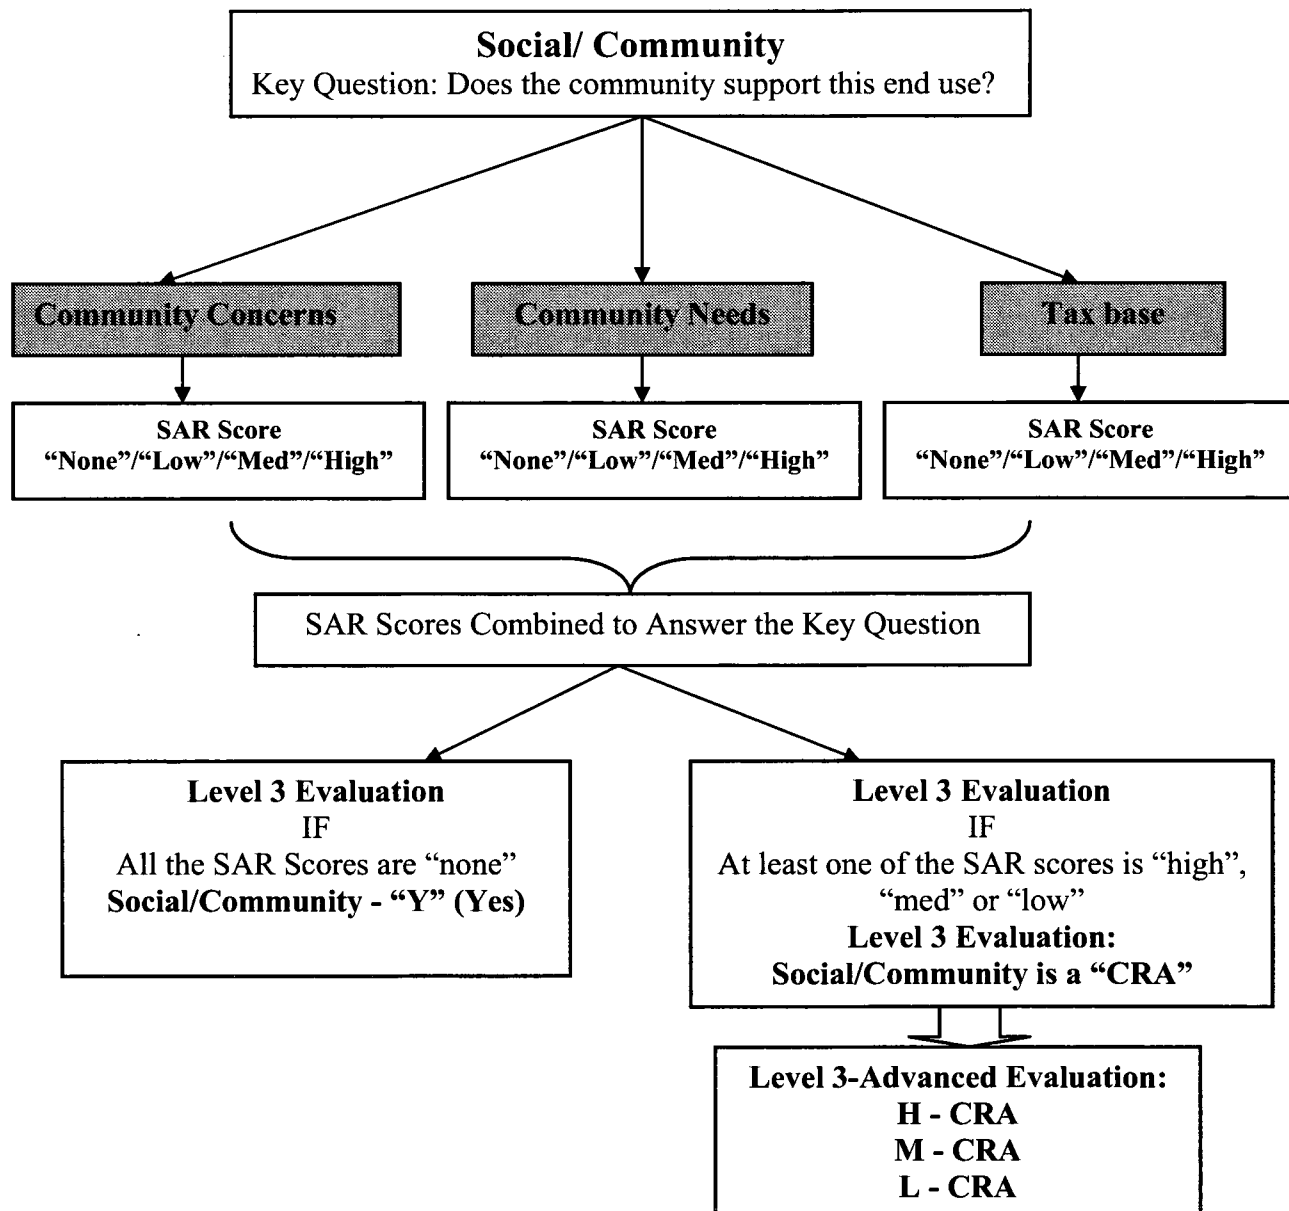 Social/ Community
Key Question: Does the community support this end use?
Community Concerns
Community Needs
Tax base
SAR Score
“None”/“Low”/“Med”/“High”
SAR Score
“None”/“Low”/“Med”/“High”
SAR Score
“None”/“Low”/“Med”/“High”
SAR Scores Combined to Answer the Key Question
Level 3 Evaluation
IF
All the SAR Scores are “none”
Social/Community - “Y” (Yes)
Level 3 Evaluation
IF
At least one of the SAR scores is “high”,
“med” or “low”
Level 3 Evaluation:
Social/Community is a “CRA”
Level 3-Advanced Evaluation:
H - CRA
M - CRA
L - CRA